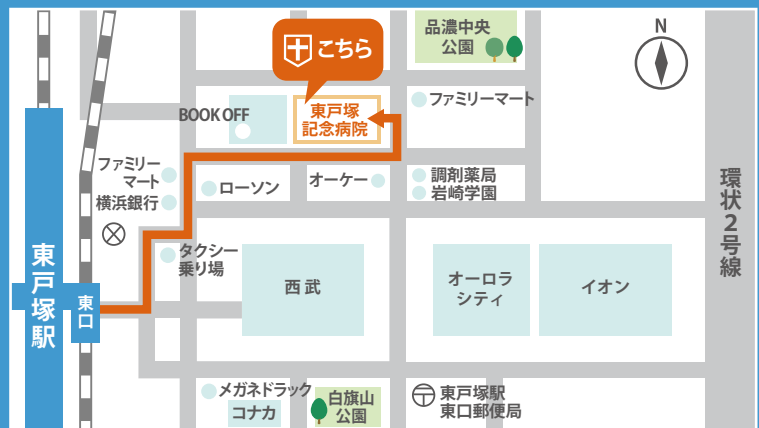 品濃中央
公園
N
こちら
BOOK OFF
東戸塚
記念病院
ファミリーマート
ファミリー
マート
横浜銀行
ローソン
オーケー
調剤薬局
岩崎学園
環状2号線
タクシー
乗り場
東戸塚駅
東口
西武
オーロラ
シティ
イオン
メガネドラック
コナカ
白旗山
公園
東戸塚駅
東口郵便局